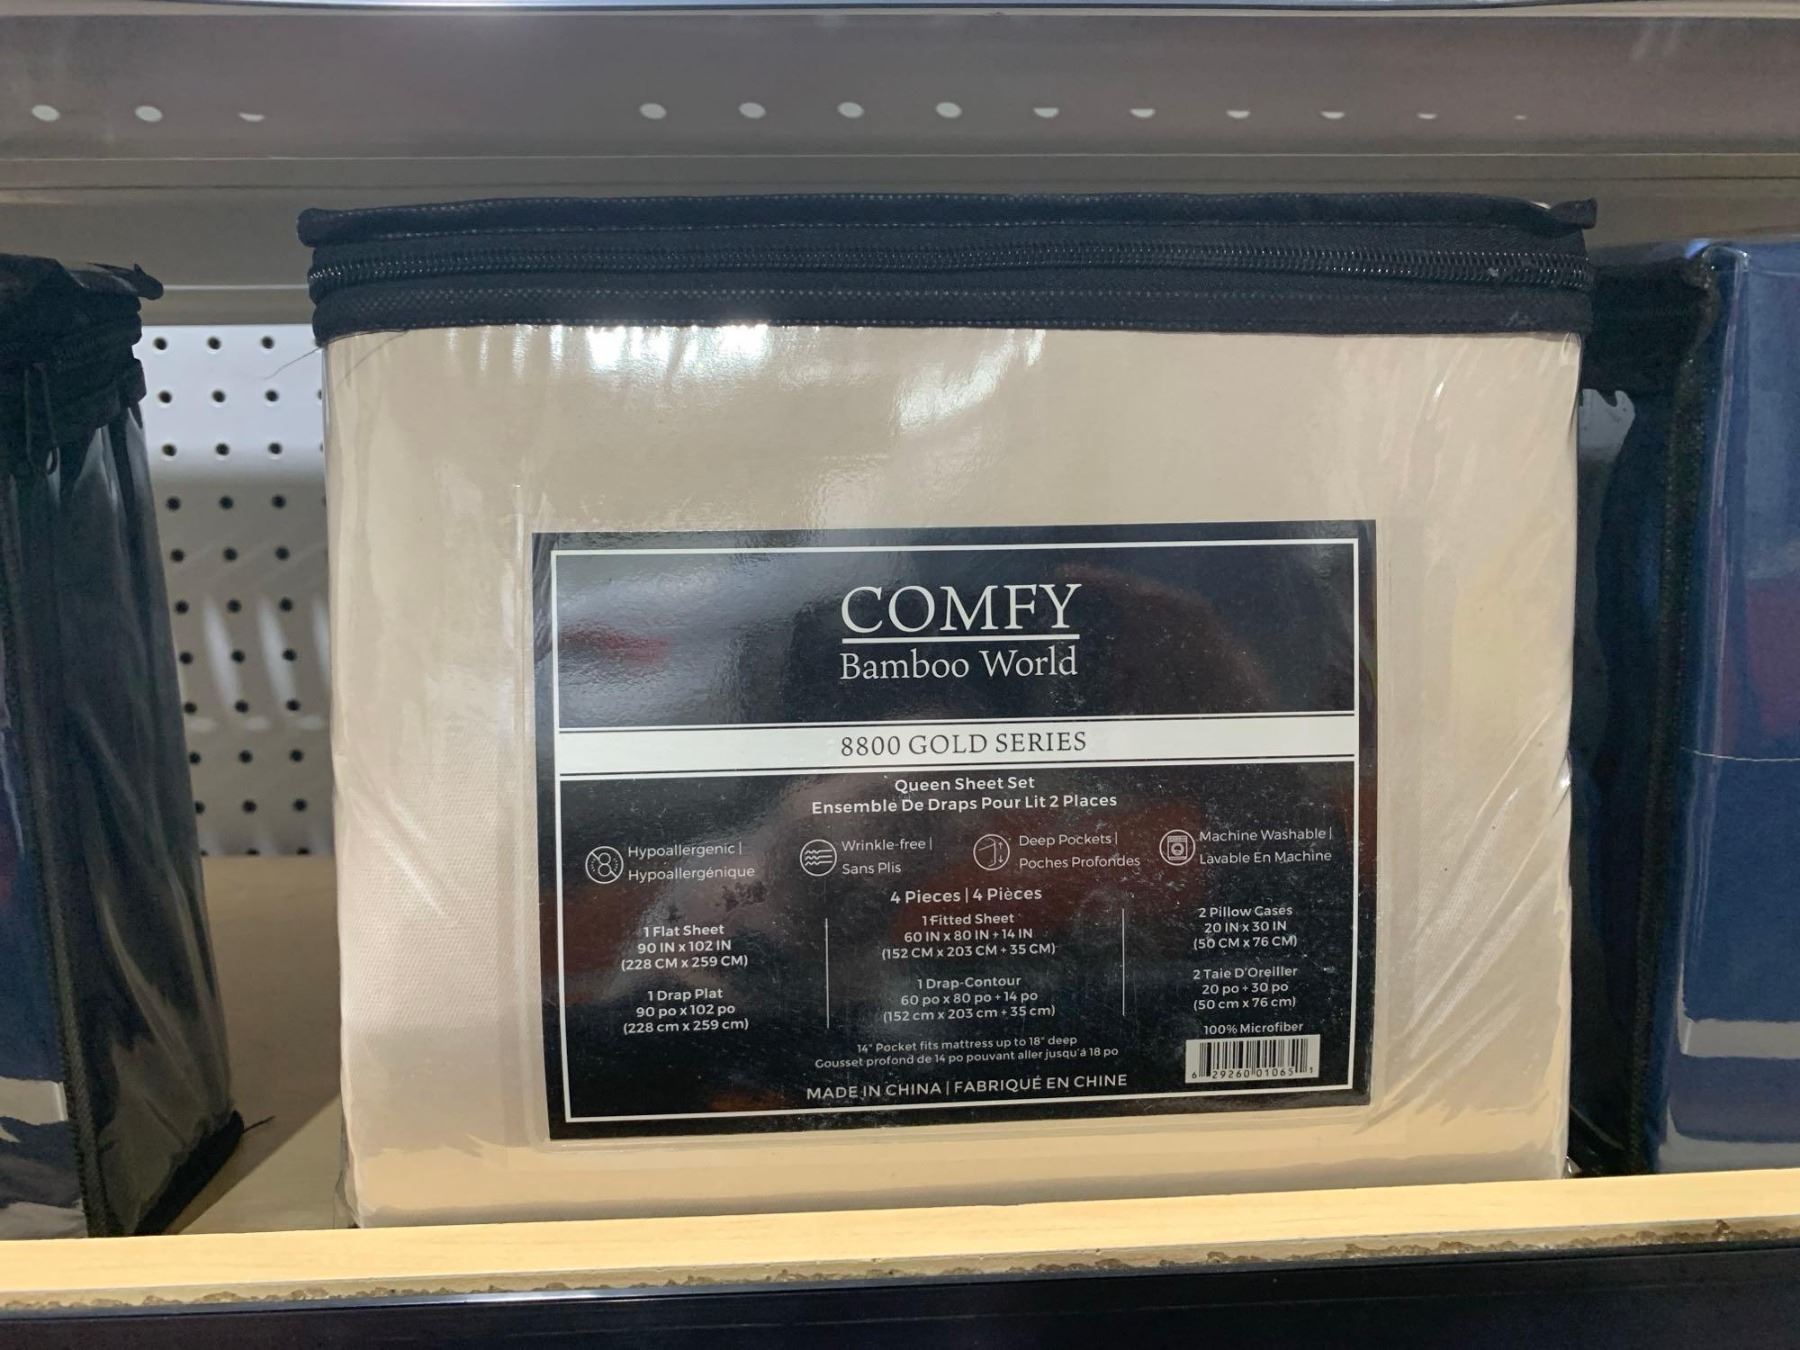 COMFY
Bamboo World
8800 GOLD SERIES
Queen Sheet Set
Ensemble De Draps Pour Lit 2 Places
Hypoallergenic |
Hypoallergénique
Wrinkle-free |
Sans Plis
Deep Pockets |
Poches Profondes
Machine Washable |
Lavable En Machine
4 Pieces | 4 Pièces
1 Flat Sheet
90 IN x 102 IN
(228 CM x 259 CM)
1 Drap Plat
90 po x 102 po
(228 cm x 259 cm)
1 Fitted Sheet
60 IN x 80 IN + 14 IN
(152 CM x 203 CM + 35 CM)
1 Drap-Contour
60 po x 80 po + 14 po
(152 cm x 203 cm + 35 cm)
2 Pillow Cases
20 IN x 30 IN
(50 CM x 76 CM)
2 Taie D'Oreiller
20 po + 30 po
(50 cm x 76 cm)
100% Microfiber
6 29260 01065 1
14" Pocket fits mattress up to 18" deep
Gousset profond de 14 po pouvant aller jusqu'á 18 po
MADE IN CHINA | FABRIQUÉ EN CHINE